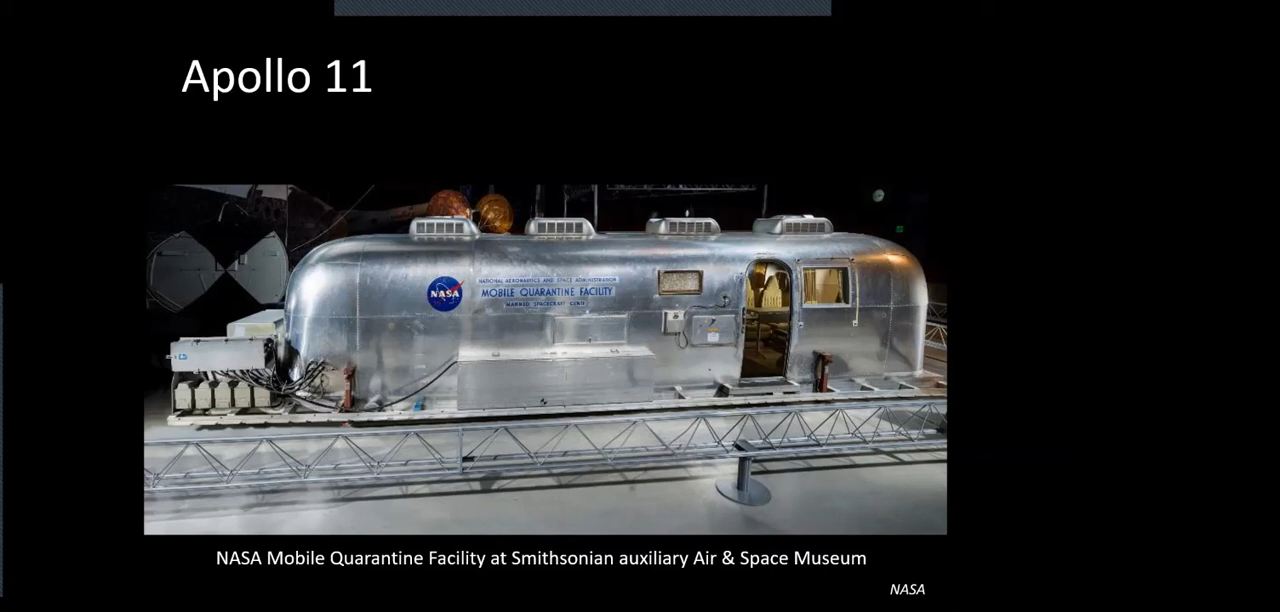 Apollo 11
NASA
NATIONAL AERONAUTICS AND SPACE ADMINISTRATION
MOBILE QUARANTINE FACILITY
MANNED SPACECRAFT CENTER
NASA Mobile Quarantine Facility at Smithsonian auxiliary Air & Space Museum
NASA